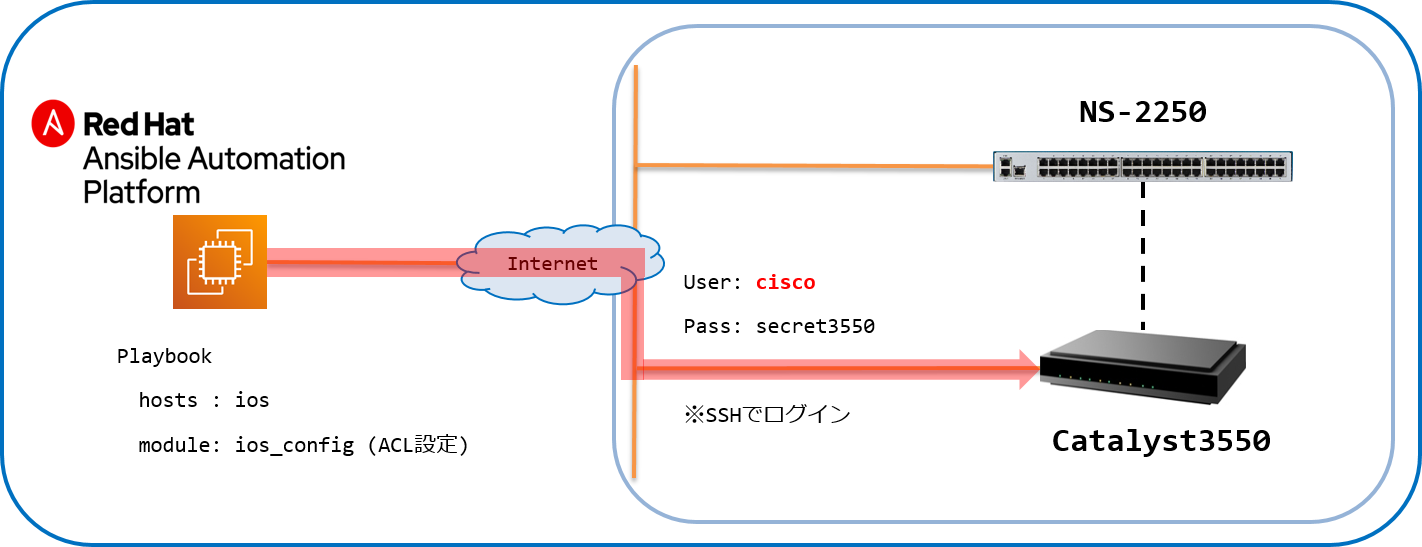 Red Hat
Ansible Automation
Platform
NS-2250
Internet
User: cisco
Pass: secret3550
Playbook
hosts : ios
module: ios_config (ACL設定)
※SSHでログイン
Catalyst3550